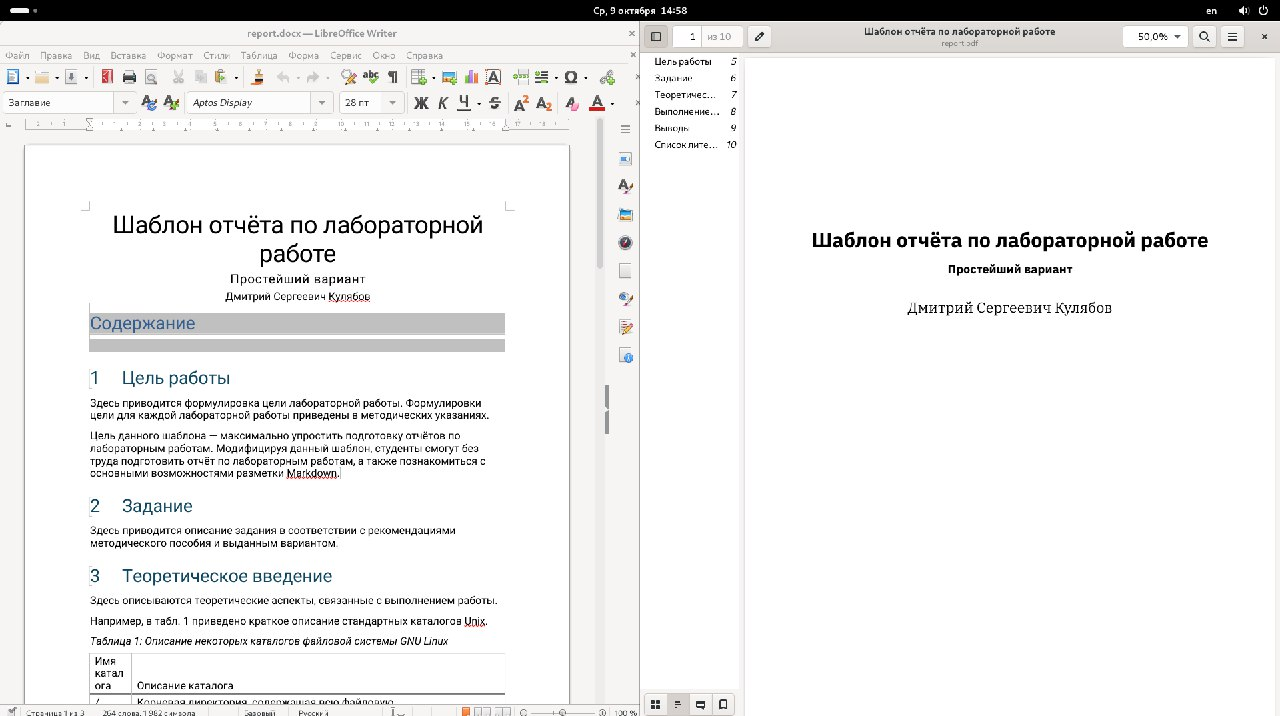 Ср, 9 октября 14:58
en
report.docx — LibreOffice Writer
Файл Правка Вид Вставка Формат Стили Таблица Форма Сервис Окно Справка
Заглавие
Aptos Display
28 пт
Шаблон отчёта по лабораторной
работе
Простейший вариант
Дмитрий Сергеевич Кулябов
Содержание
1 Цель работы
Здесь приводится формулировка цели лабораторной работы. Формулировки
цели для каждой лабораторной работы приведены в методических указаниях.
Цель данного шаблона — максимально упростить подготовку отчётов по
лабораторным работам. Модифицируя данный шаблон, студенты смогут без
труда подготовить отчёт по лабораторным работам, а также познакомиться с
основными возможностями разметки Markdown.
2 Задание
Здесь приводится описание задания в соответствии с рекомендациями
методического пособия и выданным вариантом.
3 Теоретическое введение
Здесь описываются теоретические аспекты, связанные с выполнением работы.
Например, в табл. 1 приведено краткое описание стандартных каталогов Unix.
Таблица 1: Описание некоторых каталогов файловой системы GNU Linux
Имя
катал
ога
Описание каталога
/ Корневая директория, содержащая всю файловую
Страница 1 из 3
264 слова, 1 982 символа
Базовый
Русский
100 %
1 из 10
Шаблон отчёта по лабораторной работе
report.pdf
50,0%
Цель работы 5
Задание 6
Теоретичес… 7
Выполнение… 8
Выводы 9
Список лите… 10
Шаблон отчёта по лабораторной работе
Простейший вариант
Дмитрий Сергеевич Кулябов